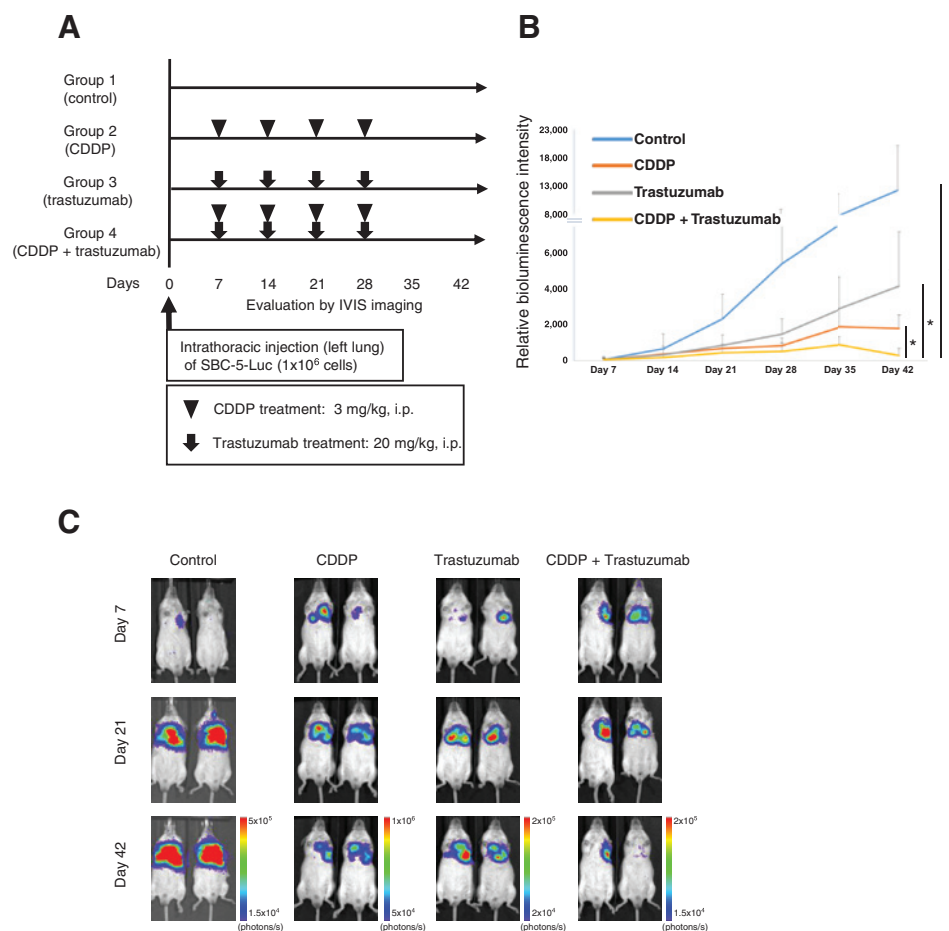 A
Group 1
(control)
Group 2
(CDDP)
Group 3
(trastuzumab)
Group 4
(CDDP + trastuzumab)
Days 0 7 14 21 28 35 42
Evaluation by IVIS imaging
Intrathoracic injection (left lung)
of SBC-5-Luc (1x10⁶ cells)
CDDP treatment: 3 mg/kg, i.p.
Trastuzumab treatment: 20 mg/kg, i.p.
B
Relative bioluminescence intensity
23,000
18,000
13,000
8,000
6,000
4,000
2,000
0
Control
CDDP
Trastuzumab
CDDP + Trastuzumab
Day 7 Day 14 Day 21 Day 28 Day 35 Day 42
*
*
C
Control CDDP Trastuzumab CDDP + Trastuzumab
Day 7
Day 21
Day 42
5x10⁵ 1x10⁶ 2x10⁵ 2x10⁵
1.5x10⁴ 5x10⁴ 2x10⁴ 1.5x10⁴
(photons/s) (photons/s) (photons/s) (photons/s)